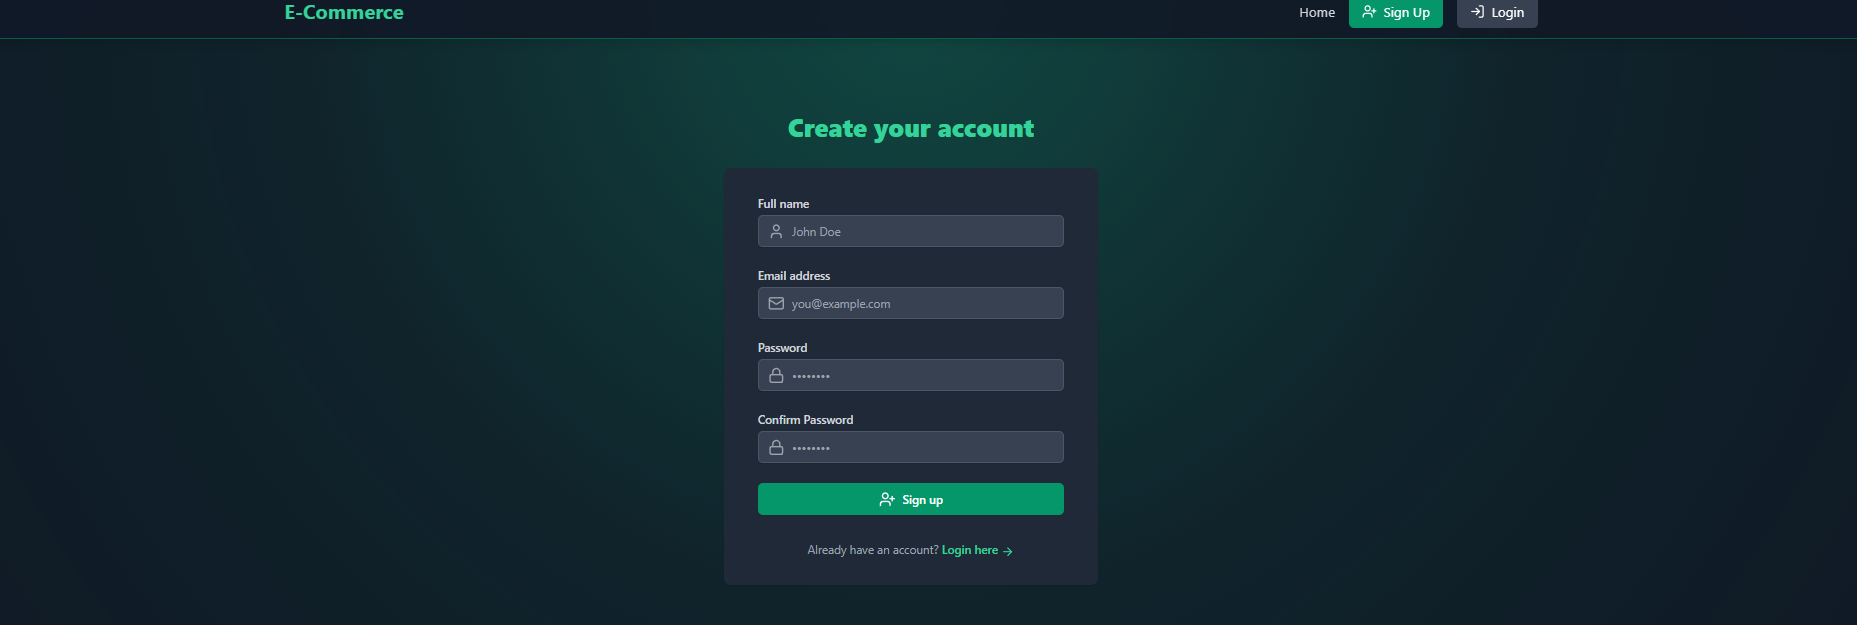 E-Commerce
Home
Sign Up
Login
Create your account
Full name
John Doe
Email address
you@example.com
Password
••••••••
Confirm Password
••••••••
Sign up
Already have an account? Login here →